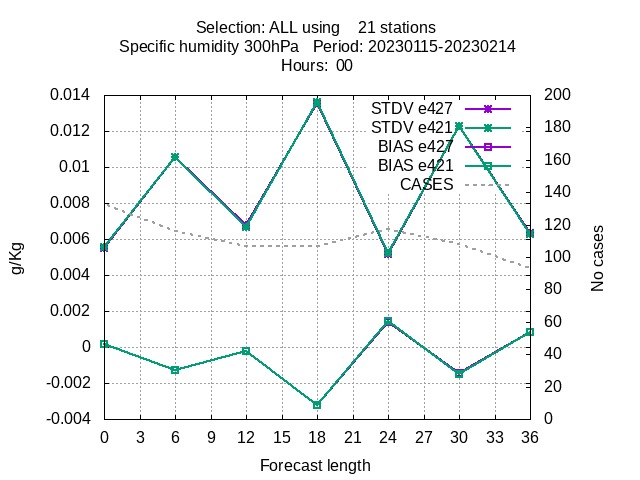 Selection: ALL using    21 stations
Specific humidity 300hPa   Period: 20230115-20230214
Hours:  00
STDV e427
STDV e421
BIAS e427
BIAS e421
CASES
0.014
0.012
0.01
0.008
0.006
0.004
0.002
0
-0.002
-0.004
g/Kg
200
180
160
140
120
100
80
60
40
20
0
No cases
0 3 6 9 12 15 18 21 24 27 30 33 36
Forecast length